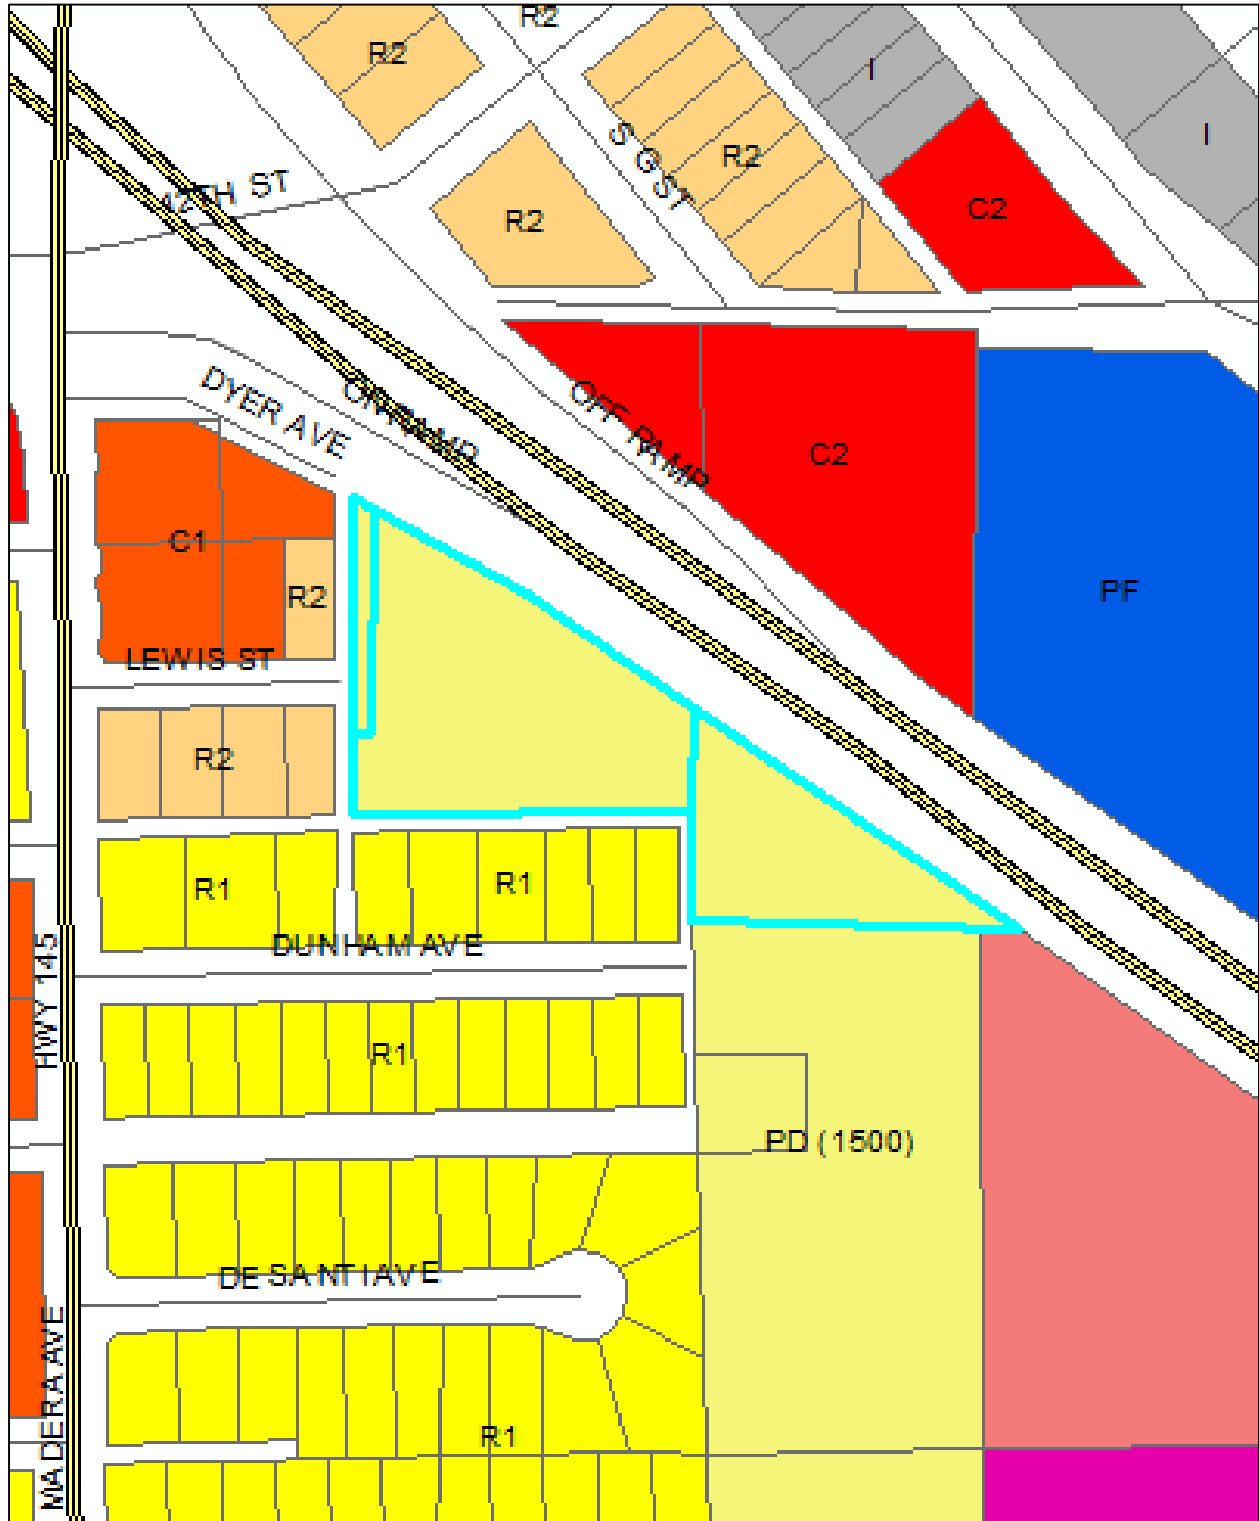 R2
R2
I
I
S G ST
R2
42TH ST
R2
C2
DYER AVE
ON RAMP
OFF RAMP
C2
C1
PF
R2
LEWIS ST
R2
R1
R1
DUNHAM AVE
HWY 145
R1
PD (1500)
DE SANTI AVE
MADERA AVE
R1